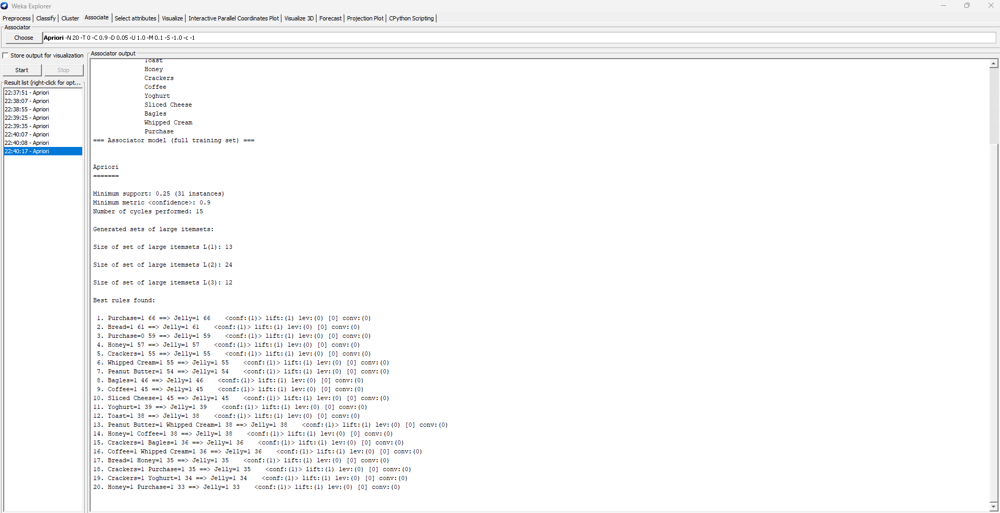 Weka Explorer
Preprocess Classify Cluster Associate Select attributes Visualize Interactive Parallel Coordinates Plot Visualize 3D Forecast Projection Plot CPython Scripting
Associator
Choose Apriori -N 20 -T 0 -C 0.9 -D 0.05 -U 1.0 -M 0.1 -S -1.0 -c -1
Store output for visualization
Start Stop
Result list (right-click for opt...
22:37:51 - Apriori
22:38:07 - Apriori
22:38:55 - Apriori
22:39:25 - Apriori
22:39:35 - Apriori
22:40:07 - Apriori
22:40:08 - Apriori
22:40:17 - Apriori
Associator output
Toast
Honey
Crackers
Coffee
Yoghurt
Sliced Cheese
Bagles
Whipped Cream
Purchase
=== Associator model (full training set) ===
Apriori
=======
Minimum support: 0.25 (31 instances)
Minimum metric <confidence>: 0.9
Number of cycles performed: 15
Generated sets of large itemsets:
Size of set of large itemsets L(1): 13
Size of set of large itemsets L(2): 24
Size of set of large itemsets L(3): 12
Best rules found:
1. Purchase=1 66 ==> Jelly=1 66 <conf:(1)> lift:(1) lev:(0) [0] conv:(0)
2. Bread=1 61 ==> Jelly=1 61 <conf:(1)> lift:(1) lev:(0) [0] conv:(0)
3. Purchase=0 59 ==> Jelly=1 59 <conf:(1)> lift:(1) lev:(0) [0] conv:(0)
4. Honey=1 57 ==> Jelly=1 57 <conf:(1)> lift:(1) lev:(0) [0] conv:(0)
5. Crackers=1 55 ==> Jelly=1 55 <conf:(1)> lift:(1) lev:(0) [0] conv:(0)
6. Whipped Cream=1 55 ==> Jelly=1 55 <conf:(1)> lift:(1) lev:(0) [0] conv:(0)
7. Peanut Butter=1 54 ==> Jelly=1 54 <conf:(1)> lift:(1) lev:(0) [0] conv:(0)
8. Bagles=1 46 ==> Jelly=1 46 <conf:(1)> lift:(1) lev:(0) [0] conv:(0)
9. Coffee=1 45 ==> Jelly=1 45 <conf:(1)> lift:(1) lev:(0) [0] conv:(0)
10. Sliced Cheese=1 45 ==> Jelly=1 45 <conf:(1)> lift:(1) lev:(0) [0] conv:(0)
11. Yoghurt=1 39 ==> Jelly=1 39 <conf:(1)> lift:(1) lev:(0) [0] conv:(0)
12. Toast=1 38 ==> Jelly=1 38 <conf:(1)> lift:(1) lev:(0) [0] conv:(0)
13. Peanut Butter=1 Whipped Cream=1 38 ==> Jelly=1 38 <conf:(1)> lift:(1) lev:(0) [0] conv:(0)
14. Honey=1 Coffee=1 38 ==> Jelly=1 38 <conf:(1)> lift:(1) lev:(0) [0] conv:(0)
15. Crackers=1 Bagles=1 36 ==> Jelly=1 36 <conf:(1)> lift:(1) lev:(0) [0] conv:(0)
16. Coffee=1 Whipped Cream=1 36 ==> Jelly=1 36 <conf:(1)> lift:(1) lev:(0) [0] conv:(0)
17. Bread=1 Honey=1 35 ==> Jelly=1 35 <conf:(1)> lift:(1) lev:(0) [0] conv:(0)
18. Crackers=1 Purchase=1 35 ==> Jelly=1 35 <conf:(1)> lift:(1) lev:(0) [0] conv:(0)
19. Crackers=1 Yoghurt=1 34 ==> Jelly=1 34 <conf:(1)> lift:(1) lev:(0) [0] conv:(0)
20. Honey=1 Purchase=1 33 ==> Jelly=1 33 <conf:(1)> lift:(1) lev:(0) [0] conv:(0)